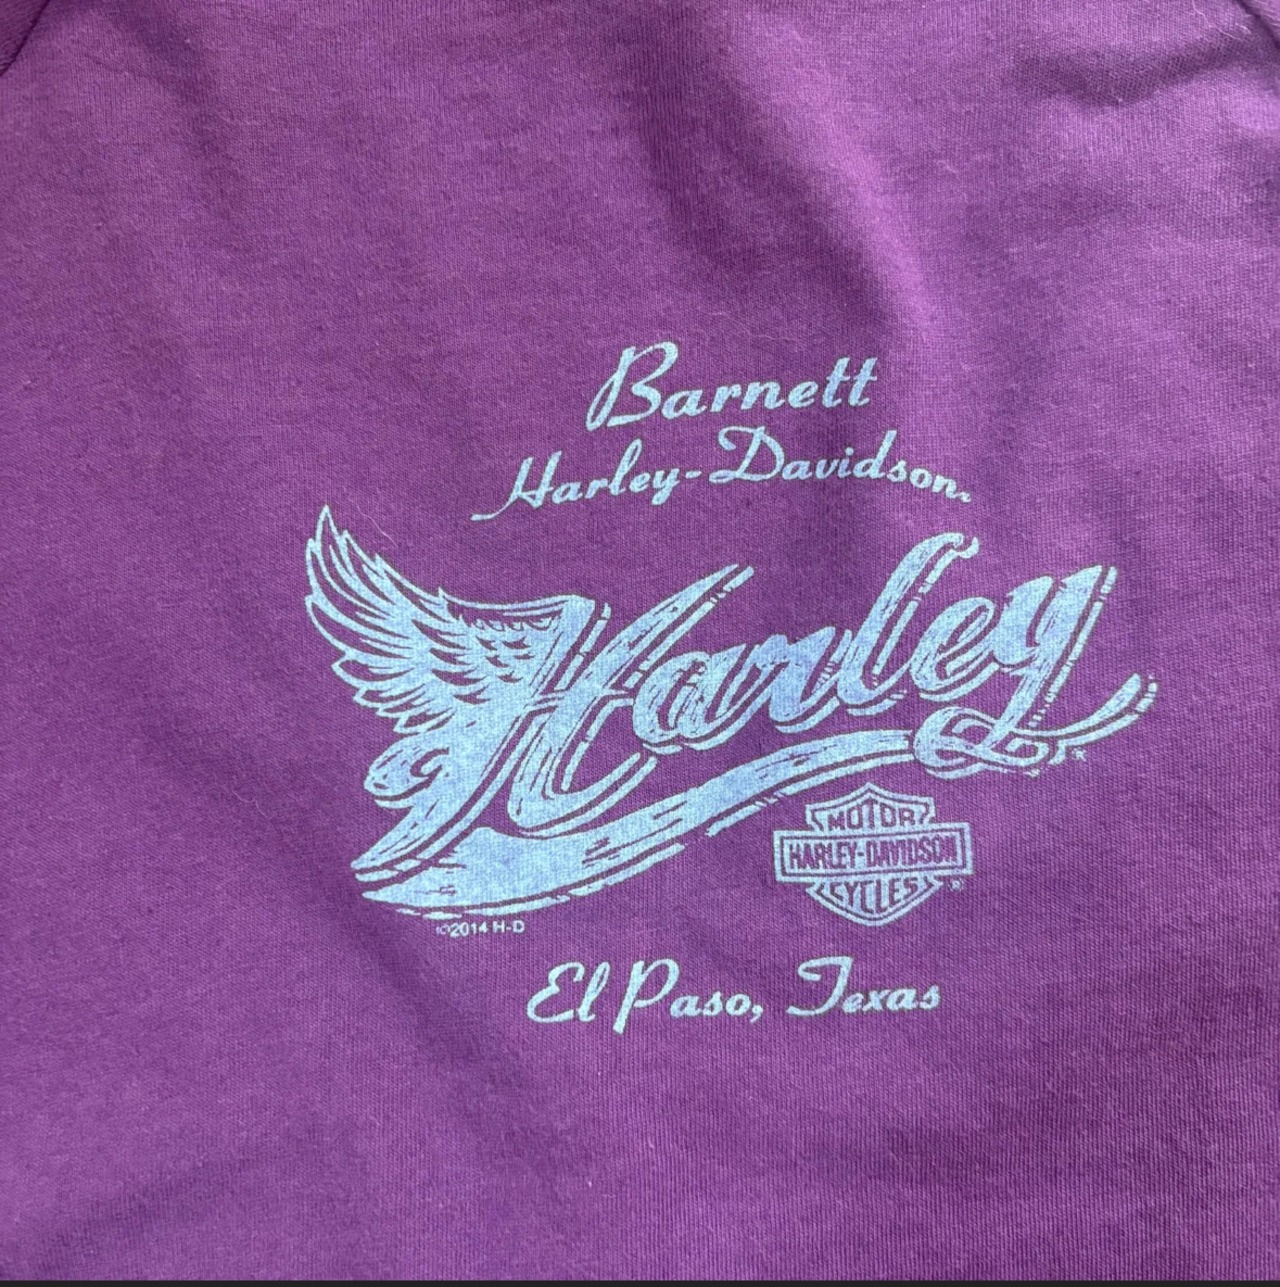 Barnett
Harley-Davidson.
Harley
MOTOR
HARLEY-DAVIDSON
CYCLES ®
©2014 H-D
El Paso, Texas